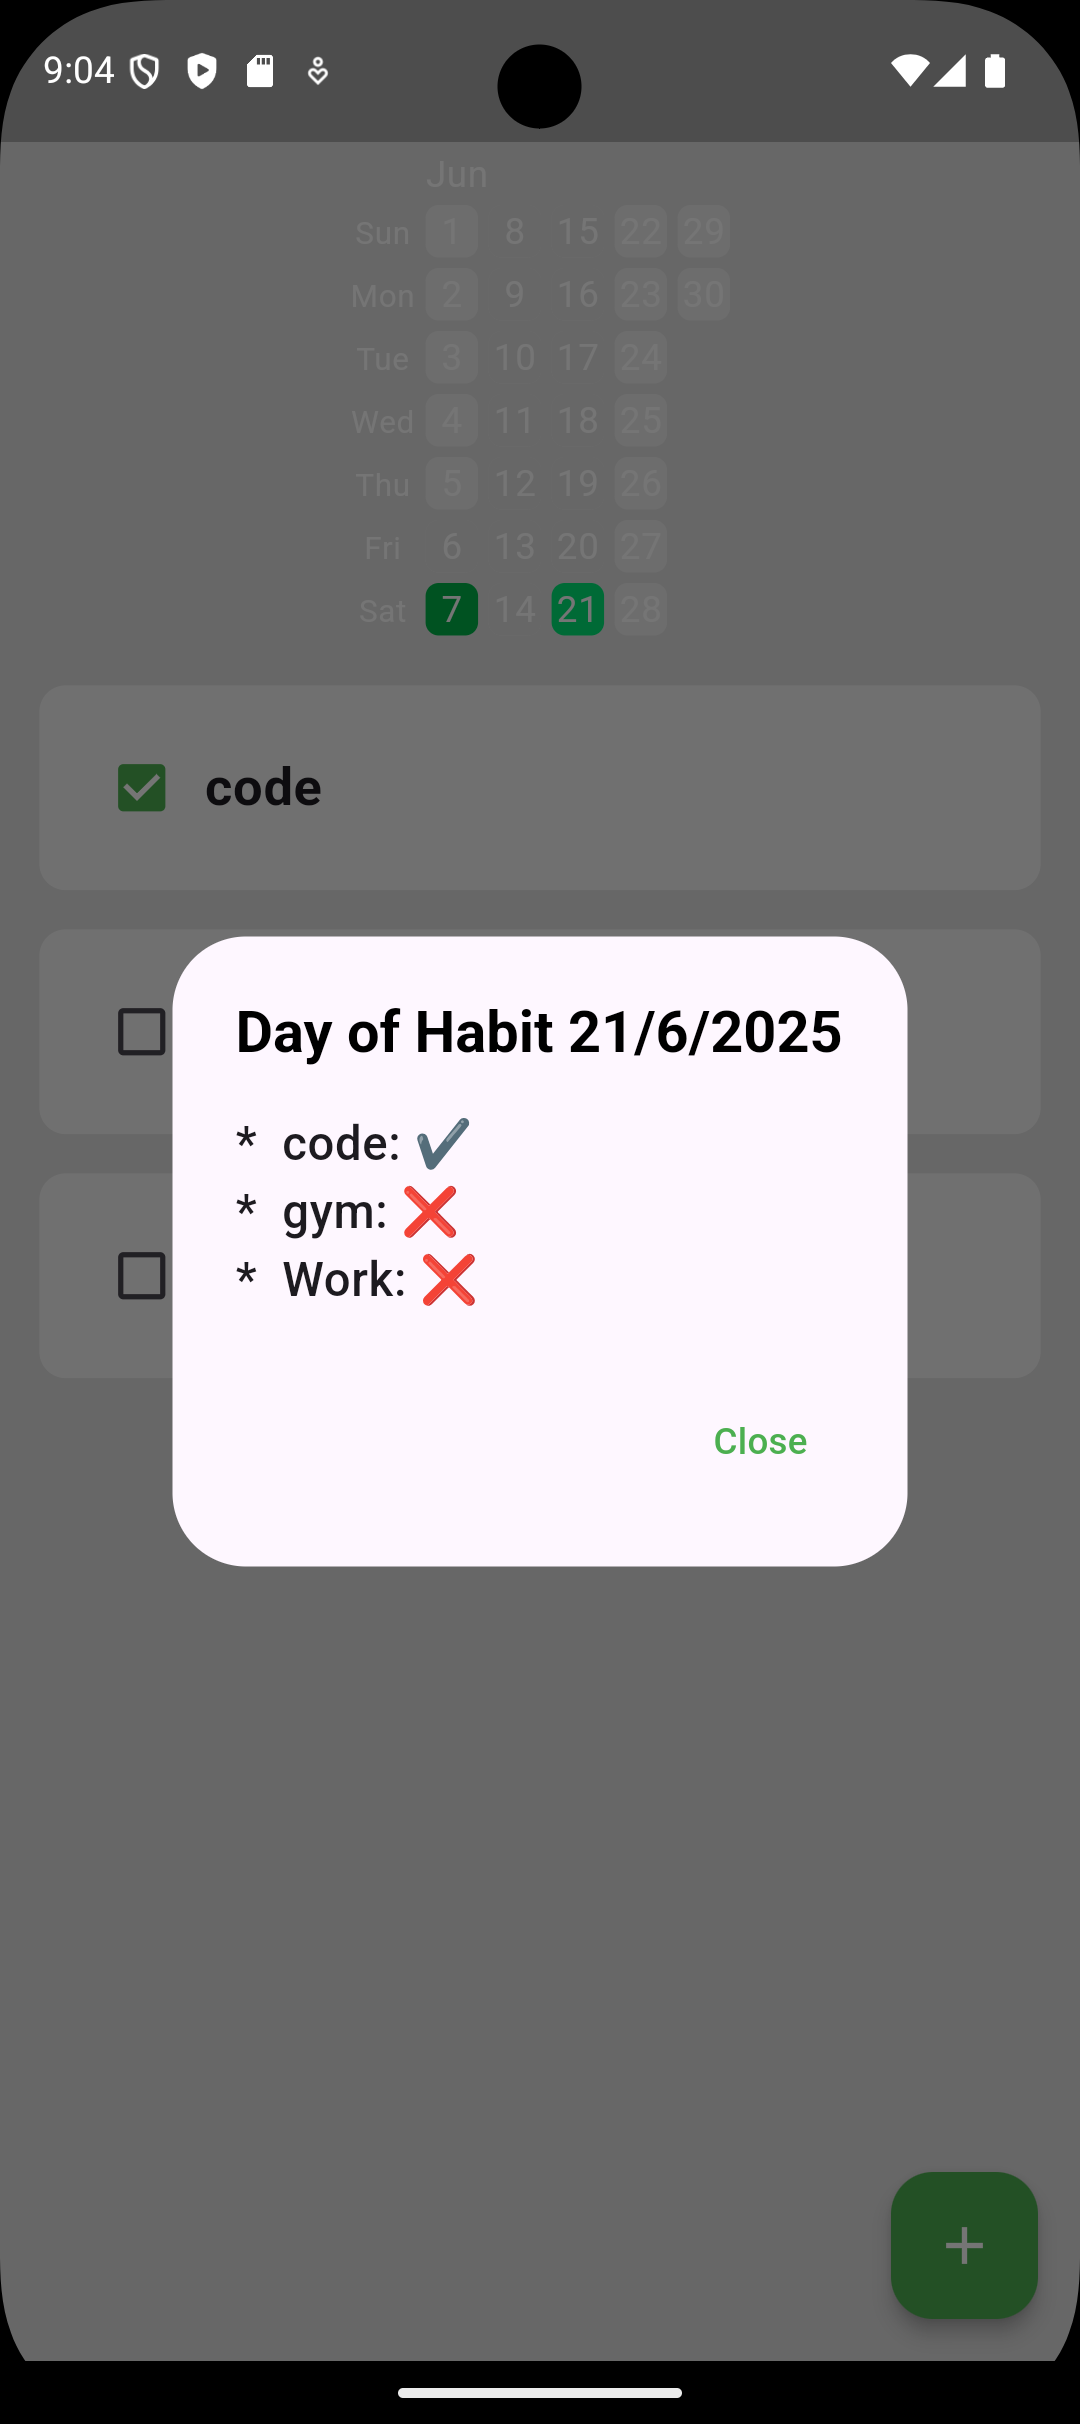 9:04
Jun
Sun 1 8 15 22 29
Mon 2 9 16 23 30
Tue 3 10 17 24
Wed 4 11 18 25
Thu 5 12 19 26
Fri 6 13 20 27
Sat 7 14 21 28
code
Day of Habit 21/6/2025
* code: ✔️
* gym: ❌
* Work: ❌
Close